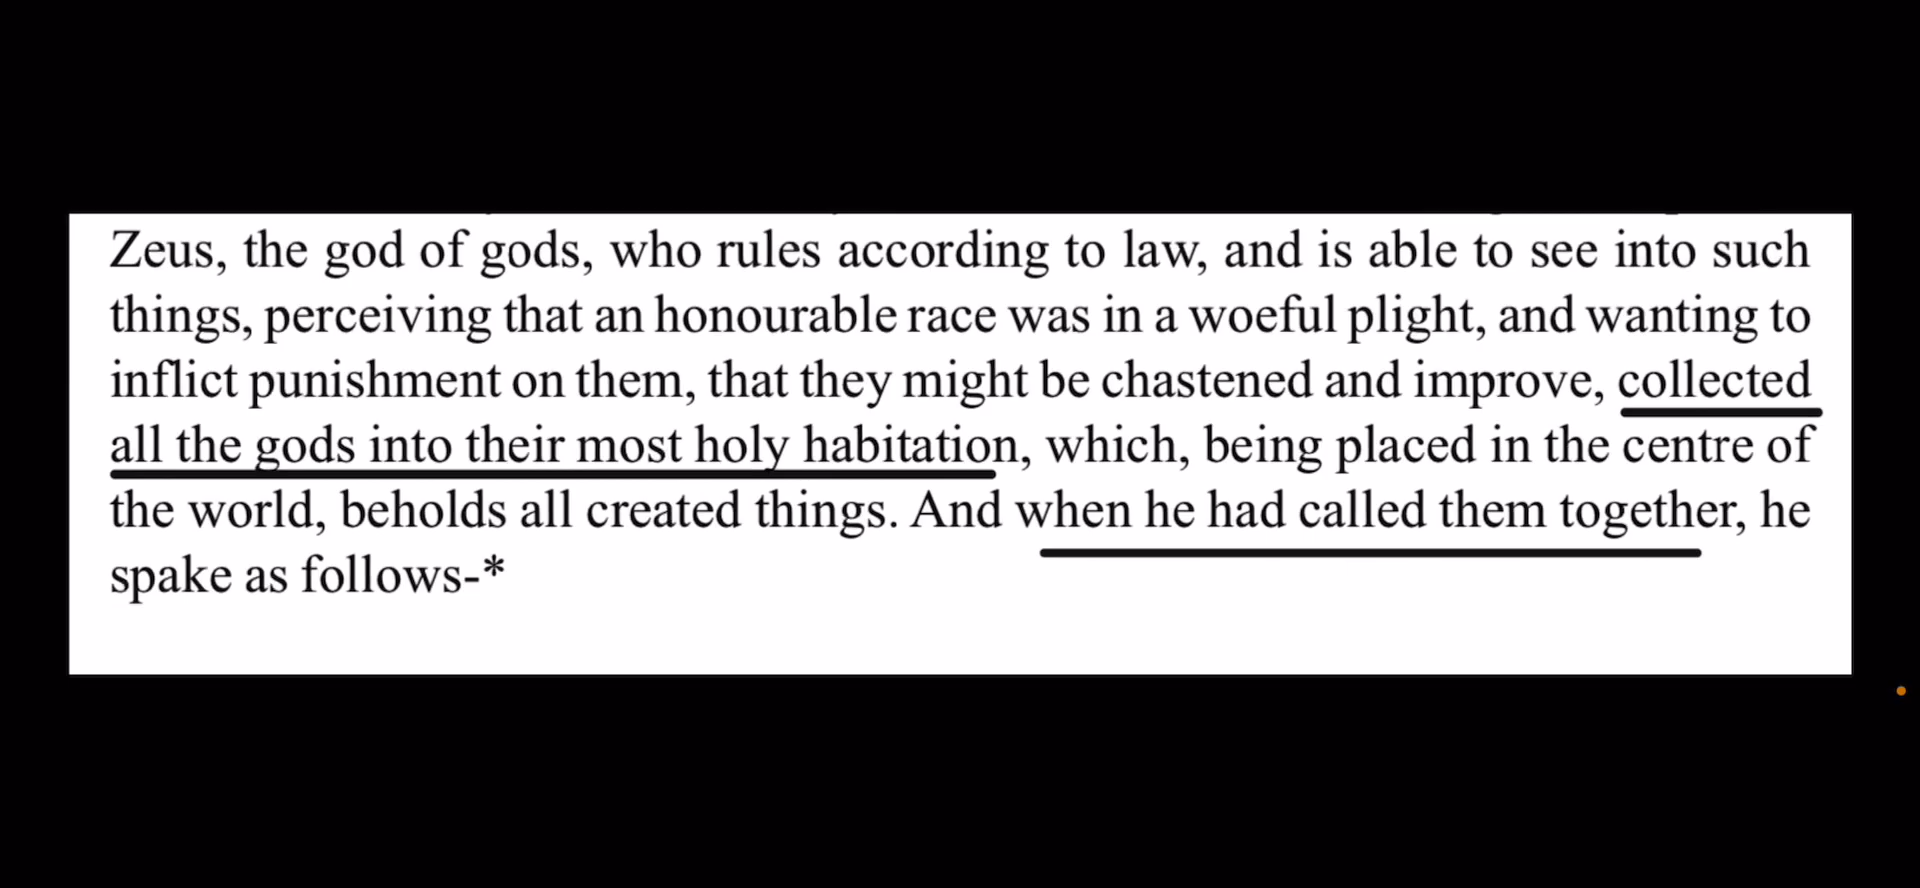 Zeus, the god of gods, who rules according to law, and is able to see into such
things, perceiving that an honourable race was in a woeful plight, and wanting to
inflict punishment on them, that they might be chastened and improve, collected
all the gods into their most holy habitation, which, being placed in the centre of
the world, beholds all created things. And when he had called them together, he
spake as follows-*